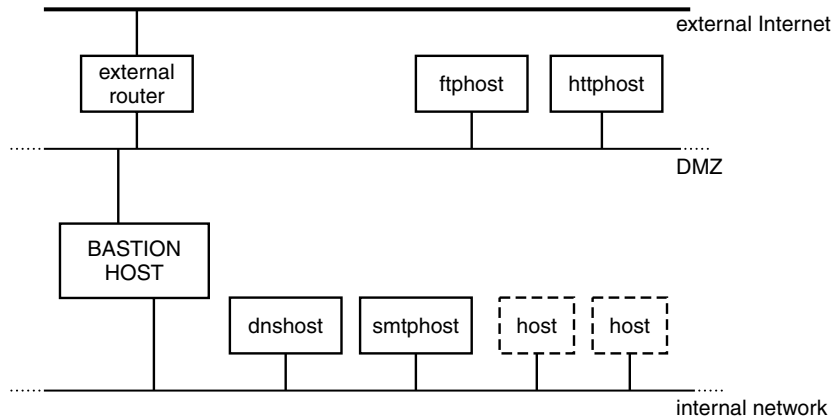 external Internet
external
router
ftphost
httphost
DMZ
BASTION
HOST
dnshost
smtphost
host
host
internal network